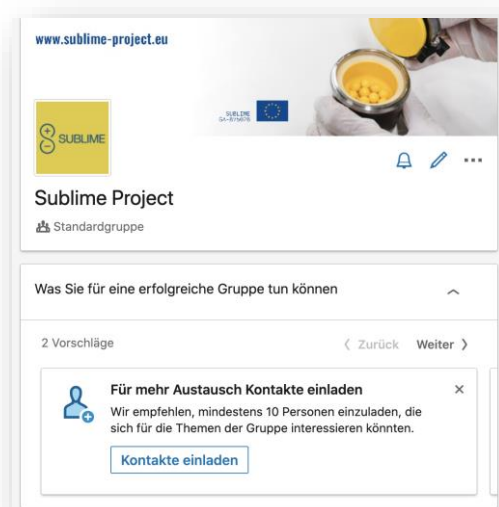 www.sublime-project.eu
SUBLIME
SUBLIME
Sublime Project
Standardgruppe
Was Sie für eine erfolgreiche Gruppe tun können
2 Vorschläge
Zurück Weiter
Für mehr Austausch Kontakte einladen
Wir empfehlen, mindestens 10 Personen einzuladen, die
sich für die Themen der Gruppe interessieren könnten.
Kontakte einladen